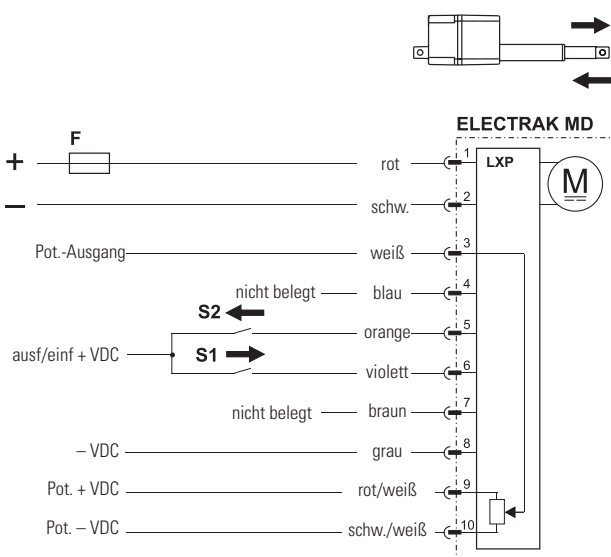 ELECTRAK MD
F
+ rot 1 LXP
M
– schw. 2
Pot.-Ausgang weiß 3
nicht belegt blau 4
S2
orange 5
ausf/einf + VDC S1
violett 6
nicht belegt braun 7
– VDC grau 8
Pot. + VDC rot/weiß 9
Pot. – VDC schw./weiß 10